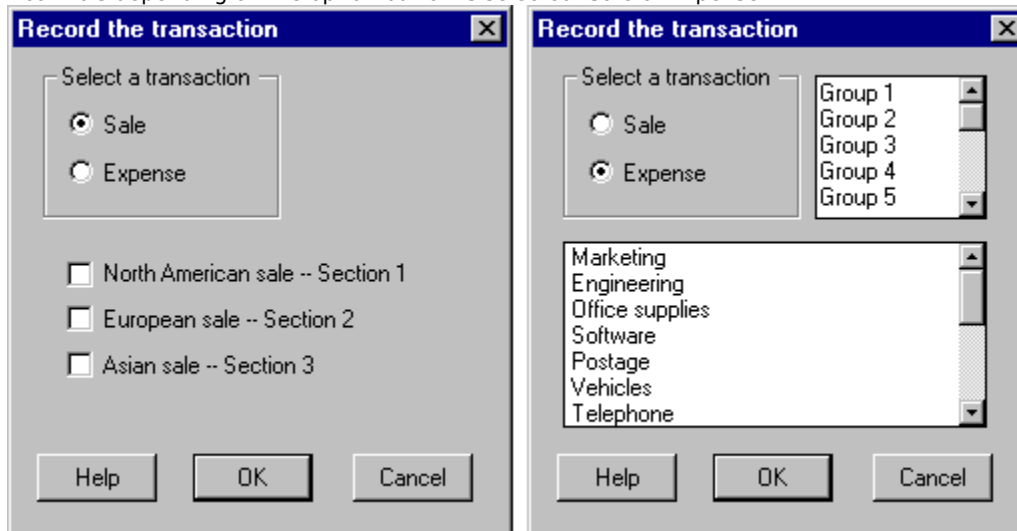 Record the transaction
Select a transaction
Sale
Expense
North American sale -- Section 1
European sale -- Section 2
Asian sale -- Section 3
Help
OK
Cancel
Record the transaction
Select a transaction
Sale
Expense
Group 1
Group 2
Group 3
Group 4
Group 5
Marketing
Engineering
Office supplies
Software
Postage
Vehicles
Telephone
Help
OK
Cancel